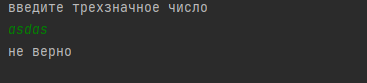 введите трехзначное число
asdas
не верно